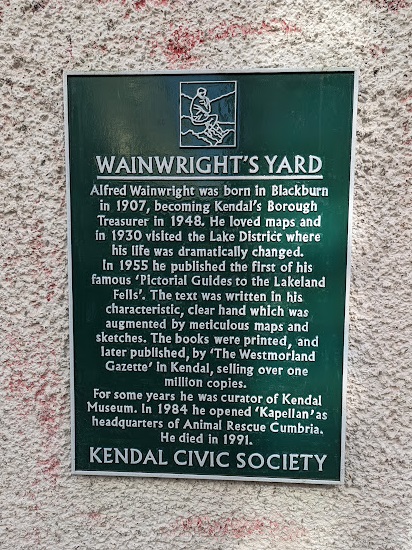 WAINWRIGHT'S YARD
Alfred Wainwright was born in Blackburn
in 1907, becoming Kendal's Borough
Treasurer in 1948. He loved maps and
in 1930 visited the Lake District where
his life was dramatically changed.
In 1955 he published the first of his
famous 'Pictorial Guides to the Lakeland
Fells'. The text was written in his
characteristic, clear hand which was
augmented by meticulous maps and
sketches. The books were printed, and
later published, by 'The Westmorland
Gazette' in Kendal, selling over one
million copies.
For some years he was curator of Kendal
Museum. In 1984 he opened 'Kapellan' as
headquarters of Animal Rescue Cumbria.
He died in 1991.
KENDAL CIVIC SOCIETY